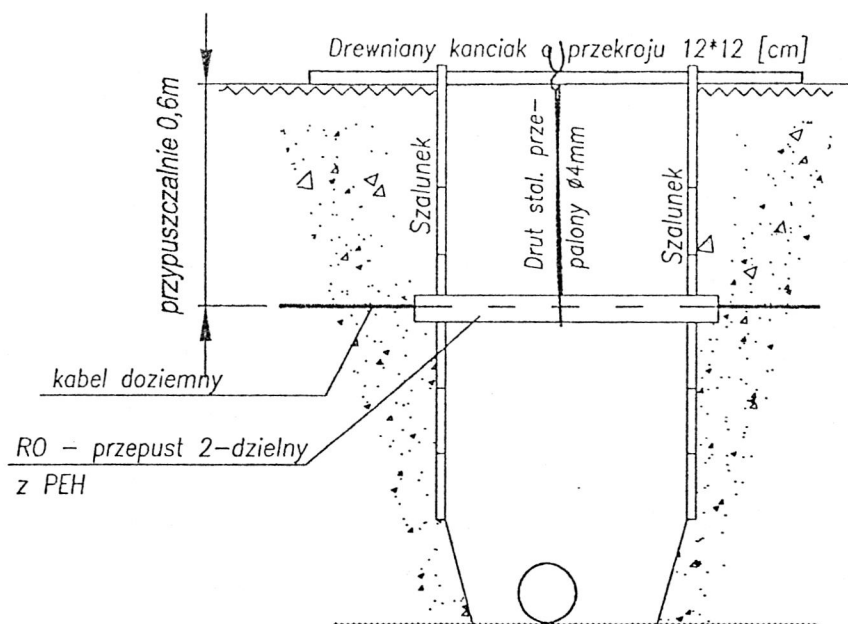 Drewniany kanciak o przekroju 12*12 [cm]
przypuszczalnie 0,6m
Szalunek
Drut stal. prze-
palony ø4mm
Szalunek
kabel doziemny
RO - przepust 2-dzielny
z PEH